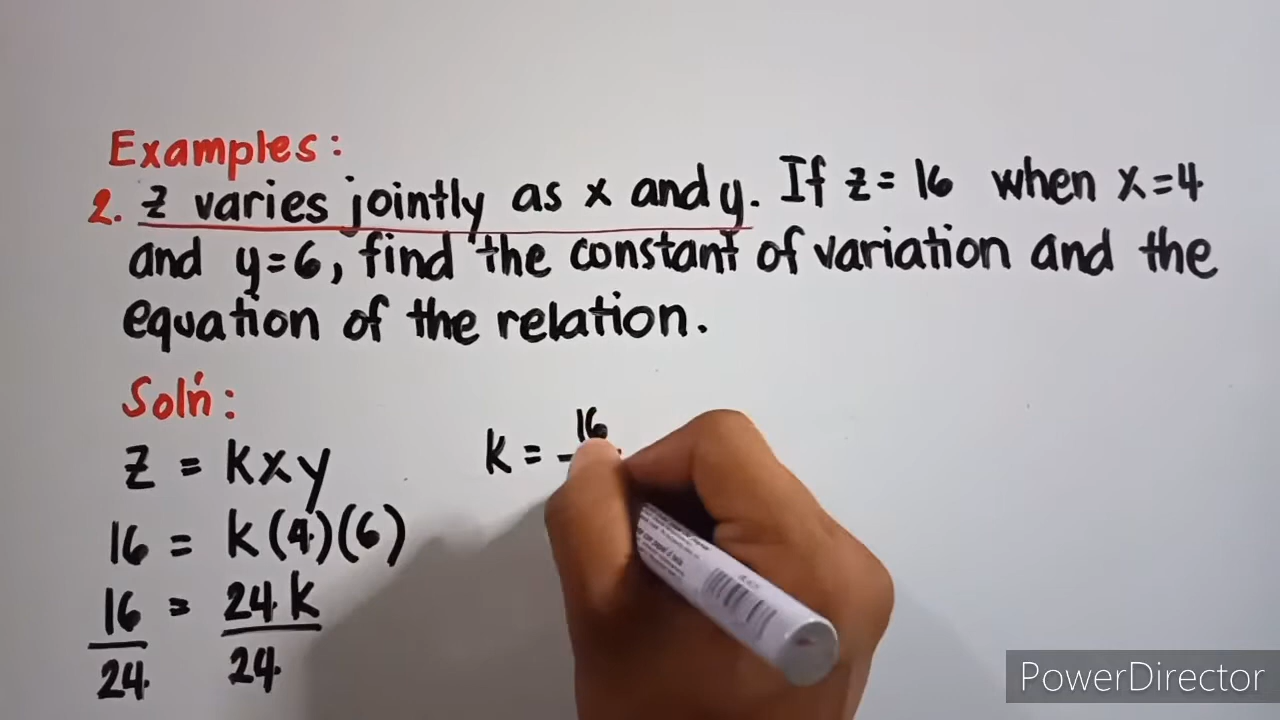 Examples:
2. z varies jointly as x and y. If z = 16 when x = 4
and y = 6, find the constant of variation and the
equation of the relation.
Sol'n:
z = kxy
16 = k(4)(6)
16 = 24k
24 24
k = 16
PowerDirector